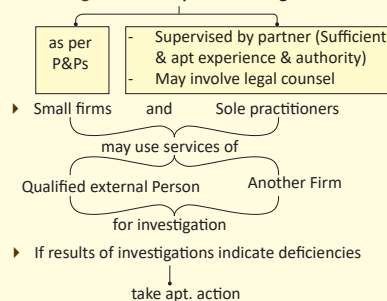 as per
P&Ps
- Supervised by partner (Sufficient
& apt experience & authority)
- May involve legal counsel
Small firms and Sole practitioners
may use services of
Qualified external Person Another Firm
for investigation
If results of investigations indicate deficiencies
take apt. action